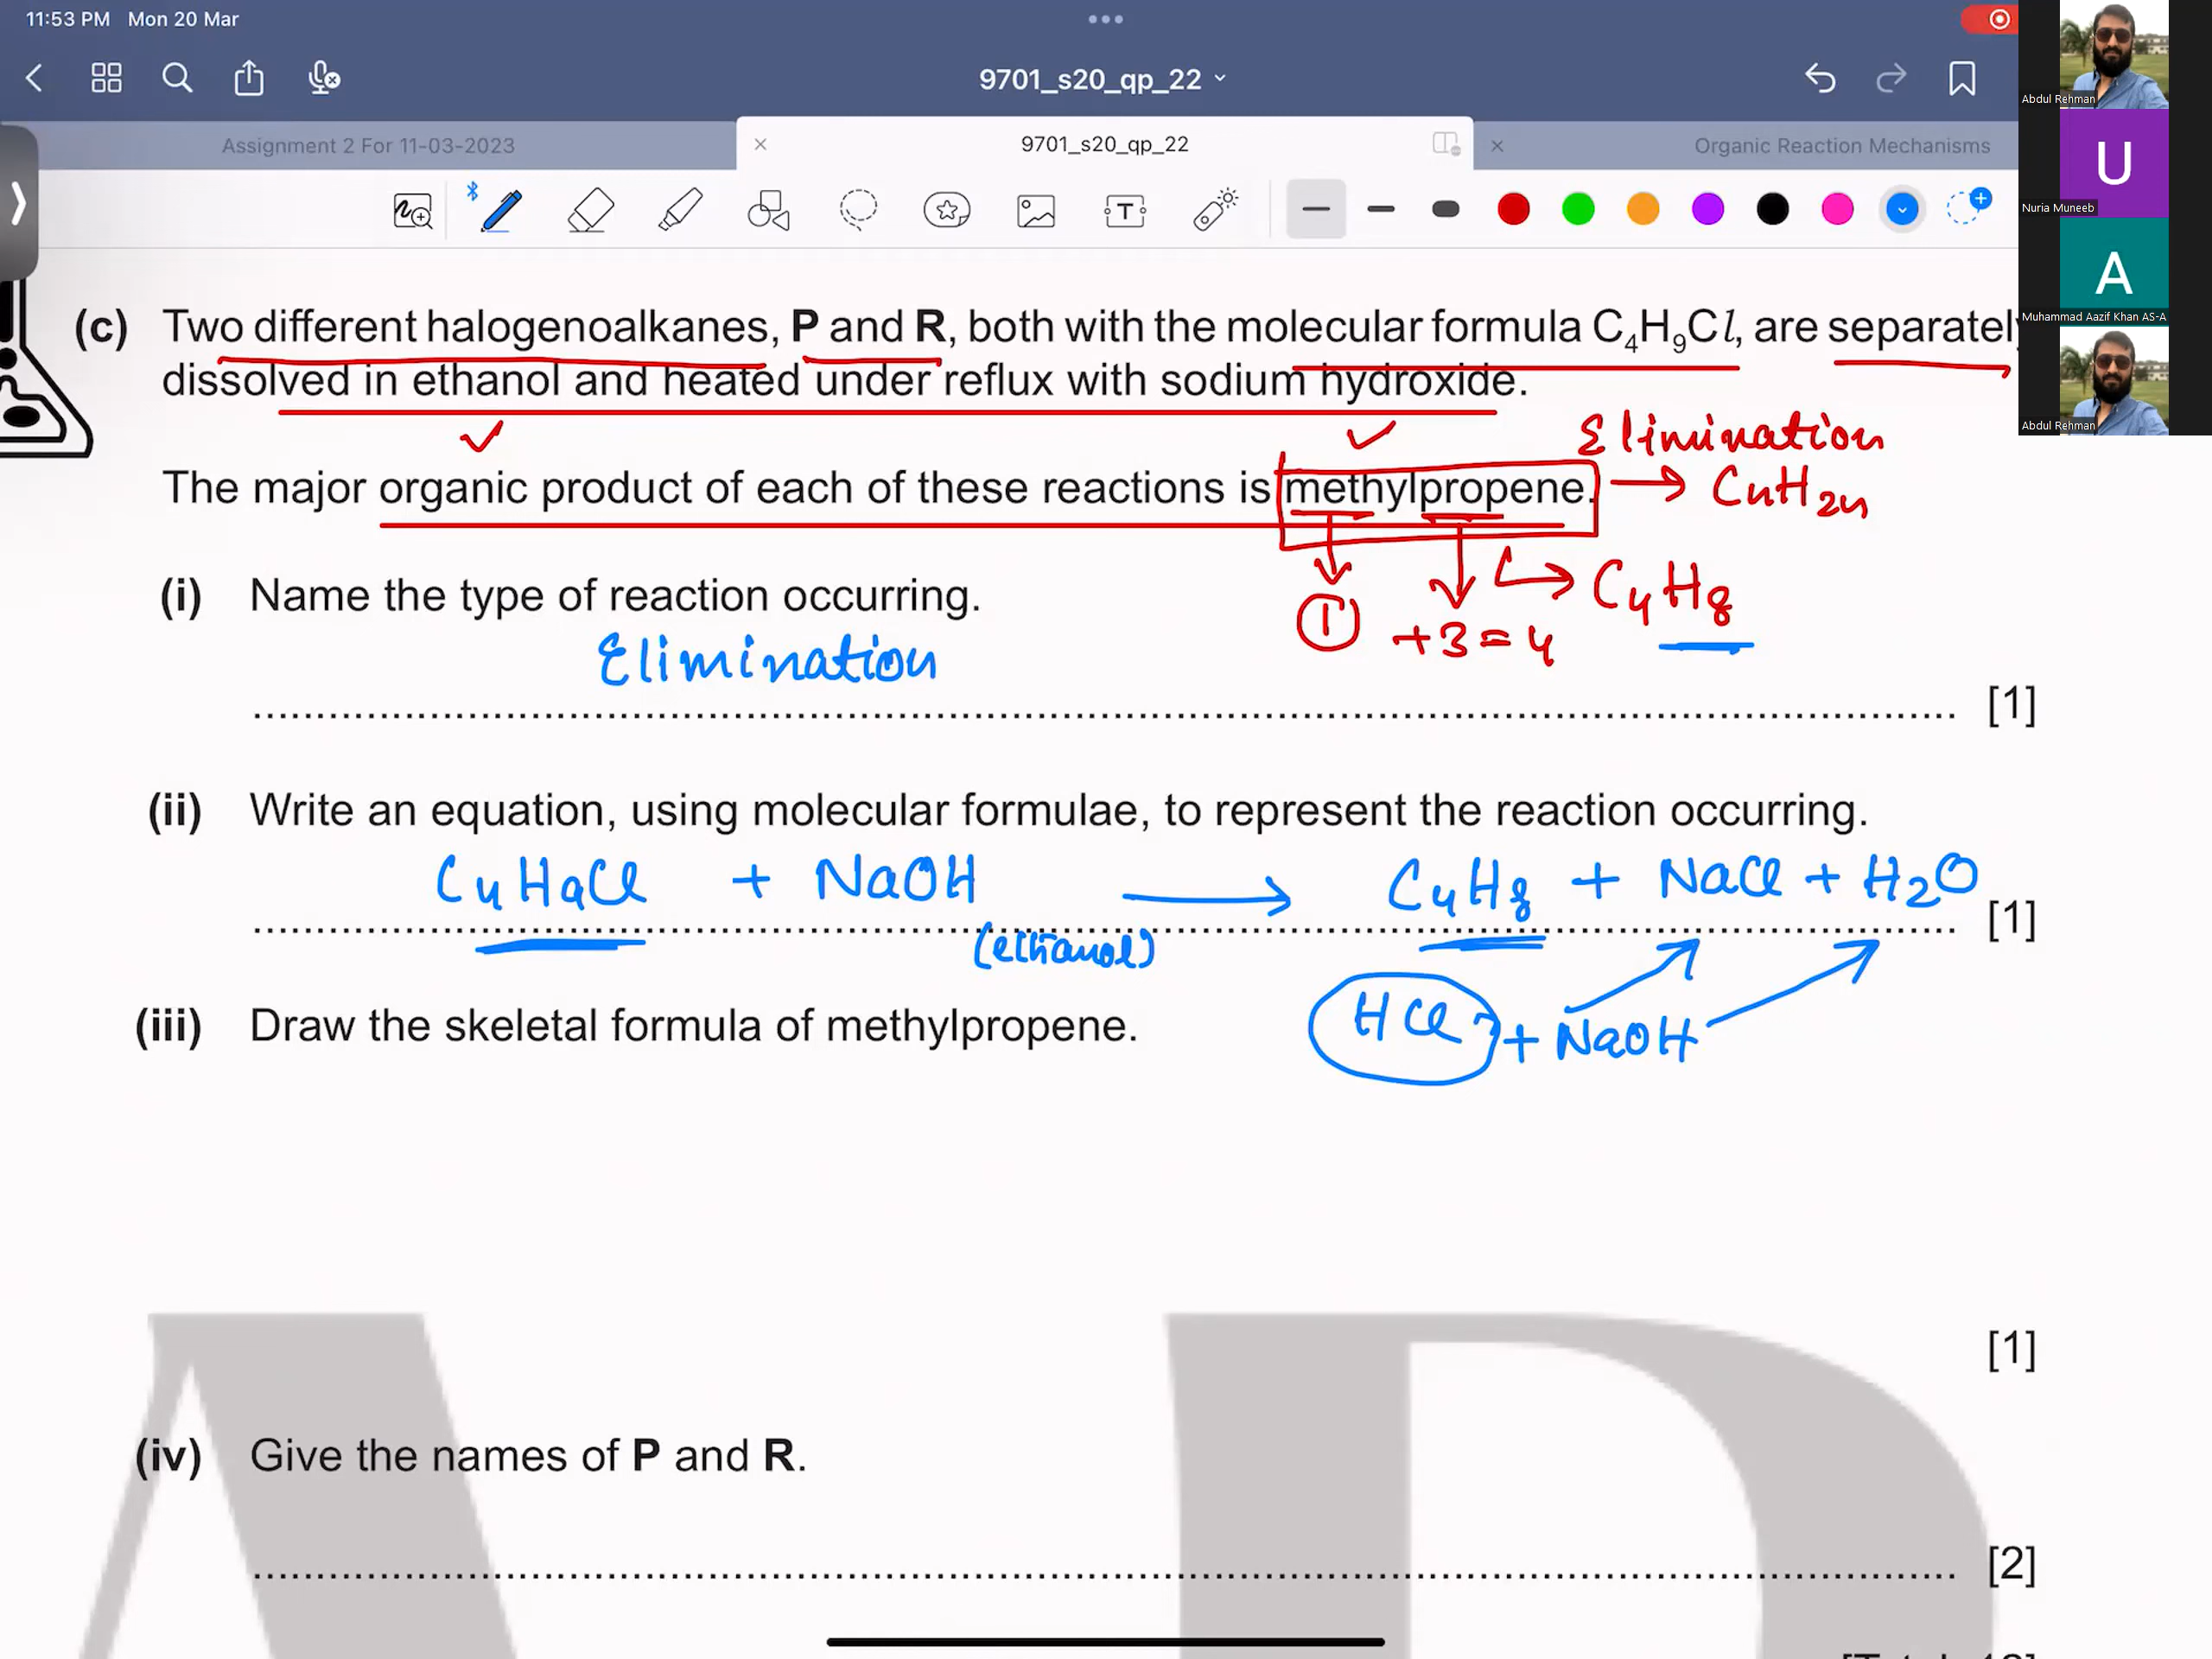 11:53 PM Mon 20 Mar
9701_s20_qp_22
Assignment 2 For 11-03-2023
9701_s20_qp_22
Organic Reaction Mechanisms
Abdul Rehman
U
Nuria Muneeb
A
Muhammad Aazif Khan AS-A
Abdul Rehman
(c) Two different halogenoalkanes, P and R, both with the molecular formula C₄H₉Cl, are separately
dissolved in ethanol and heated under reflux with sodium hydroxide.
Elimination
The major organic product of each of these reactions is methylpropene. → CnH2n
① +3 = 4
↳ C4H8
(i) Name the type of reaction occurring.
Elimination
[1]
(ii) Write an equation, using molecular formulae, to represent the reaction occurring.
C4H9Cl + NaOH → C4H8 + NaCl + H2O
[1]
(ethanol)
HCl + NaOH
(iii) Draw the skeletal formula of methylpropene.
[1]
(iv) Give the names of P and R.
[2]